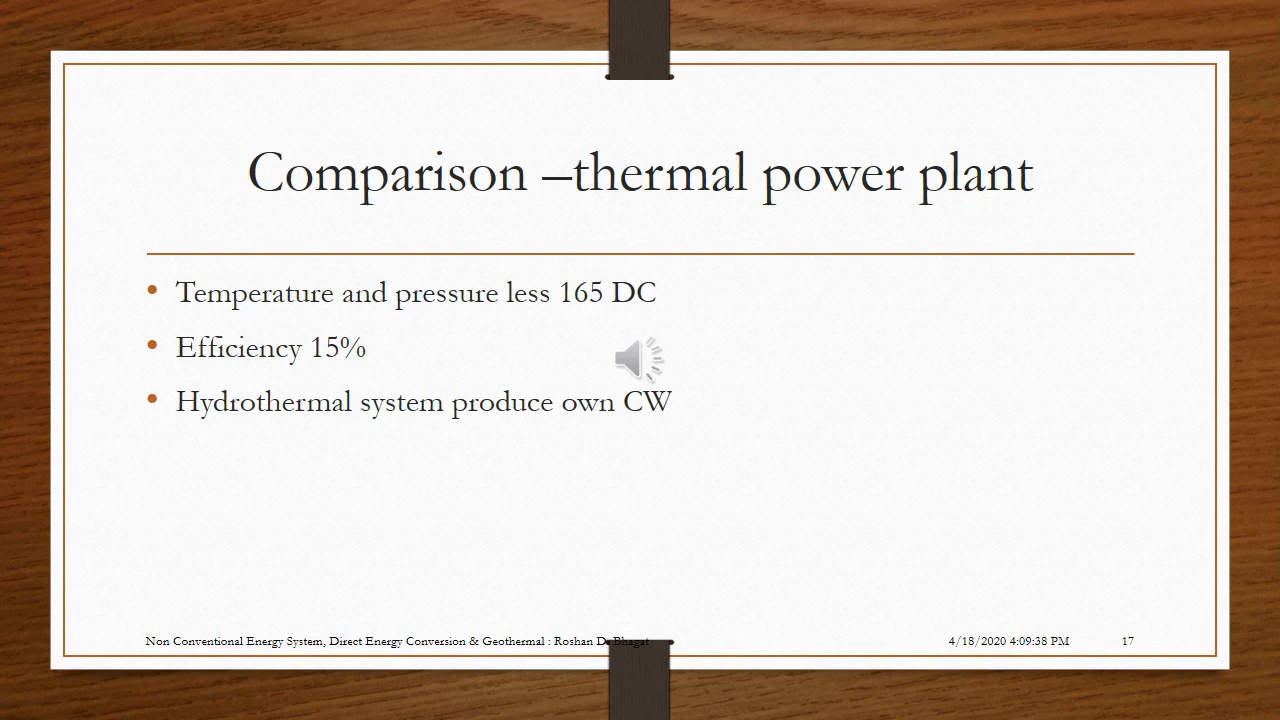 Comparison –thermal power plant
• Temperature and pressure less 165 DC
• Efficiency 15%
• Hydrothermal system produce own CW
Non Conventional Energy System, Direct Energy Conversion & Geothermal : Roshan D. Bhagat
4/18/2020 4:09:38 PM
17